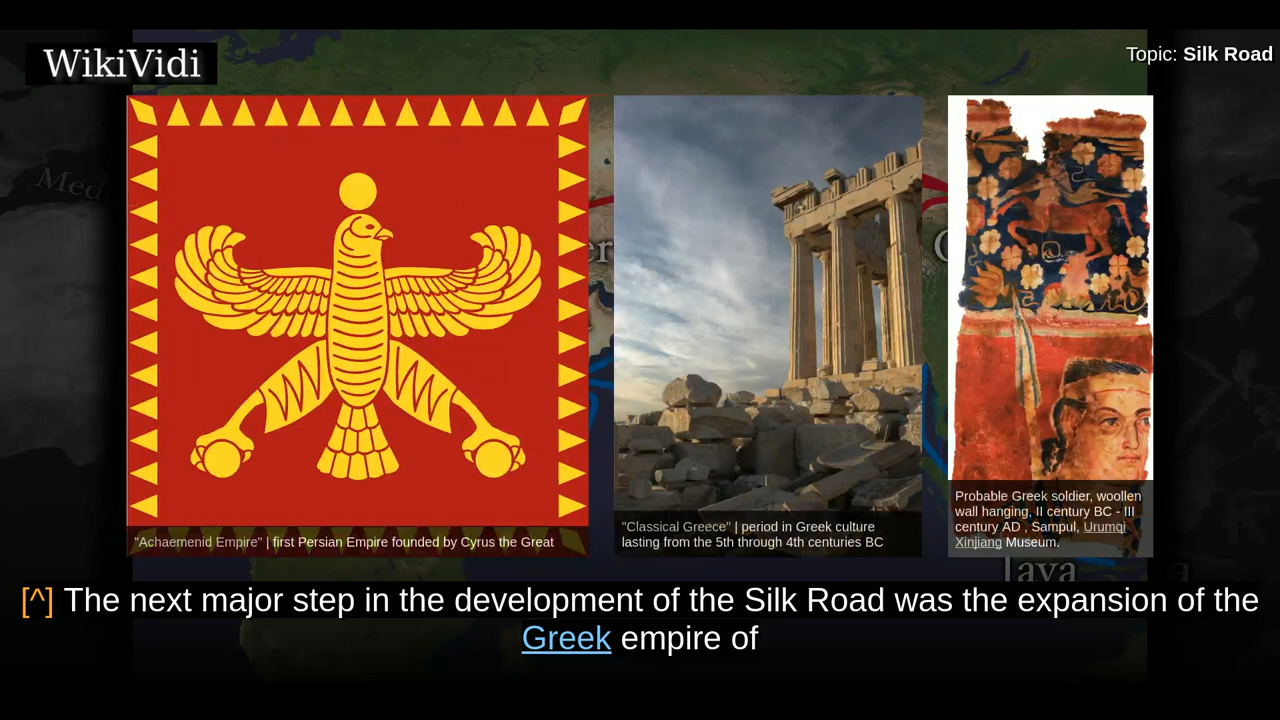 WikiVidi
Topic: Silk Road
Med
er
"Achaemenid Empire" | first Persian Empire founded by Cyrus the Great
"Classical Greece" | period in Greek culture
lasting from the 5th through 4th centuries BC
Probable Greek soldier, woollen
wall hanging, II century BC - III
century AD , Sampul, Urumqi
Xinjiang Museum.
Java
[^] The next major step in the development of the Silk Road was the expansion of the
Greek empire of